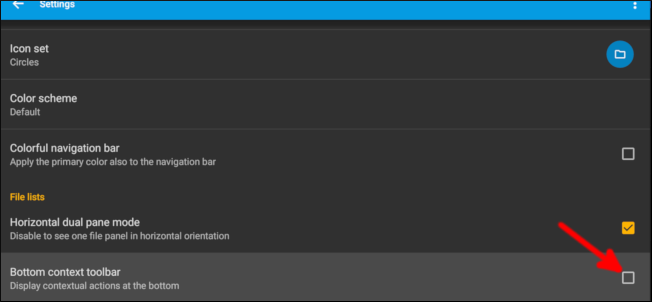 Settings
Icon set
Circles
Color scheme
Default
Colorful navigation bar
Apply the primary color also to the navigation bar
File lists
Horizontal dual pane mode
Disable to see one file panel in horizontal orientation
Bottom context toolbar
Display contextual actions at the bottom